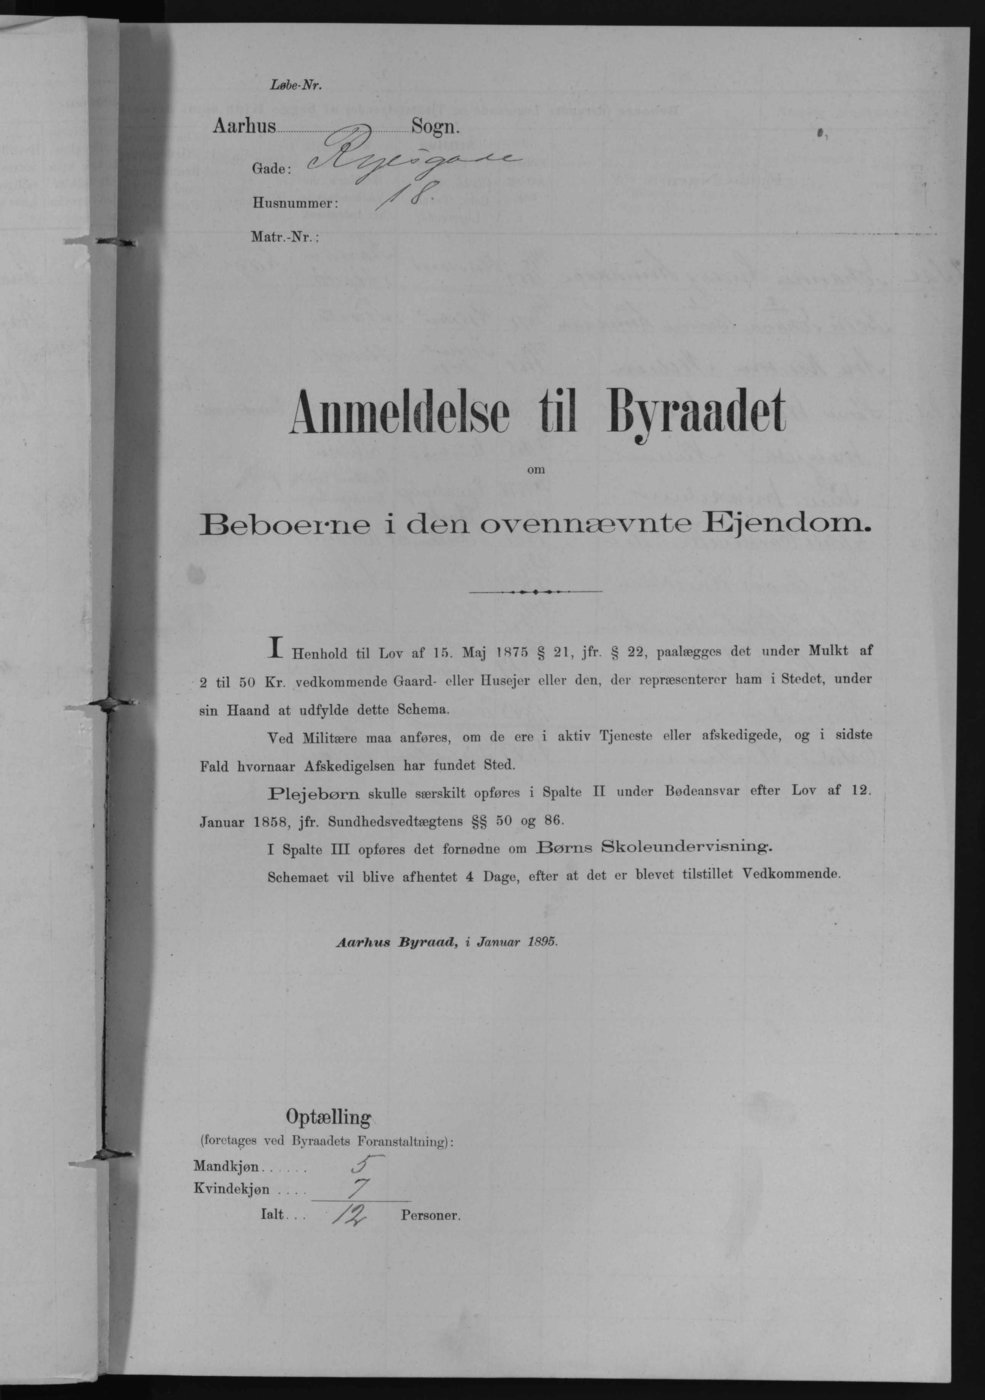 Løbe-Nr.
Aarhus Sogn.
Gade: Ryesgade
Husnummer: 18.
Matr.-Nr.:
Anmeldelse til Byraadet
om
Beboerne i den ovennævnte Ejendom.
I Henhold til Lov af 15. Maj 1875 § 21, jfr. § 22, paalægges det under Mulkt af
2 til 50 Kr. vedkommende Gaard- eller Husejer eller den, der repræsenterer ham i Stedet, under
sin Haand at udfylde dette Schema.
Ved Militære maa anføres, om de ere i aktiv Tjeneste eller afskedigede, og i sidste
Fald hvornaar Afskedigelsen har fundet Sted.
Plejebørn skulle særskilt opføres i Spalte II under Bødeansvar efter Lov af 12.
Januar 1858, jfr. Sundhedsvedtægtens §§ 50 og 86.
I Spalte III opføres det fornødne om Børns Skoleundervisning.
Schemaet vil blive afhentet 4 Dage, efter at det er blevet tilstillet Vedkommende.
Aarhus Byraad, i Januar 1895.
Optælling
(foretages ved Byraadets Foranstaltning):
Mandkjøn...... 5
Kvindekjøn .... 7
Ialt... 12 Personer.